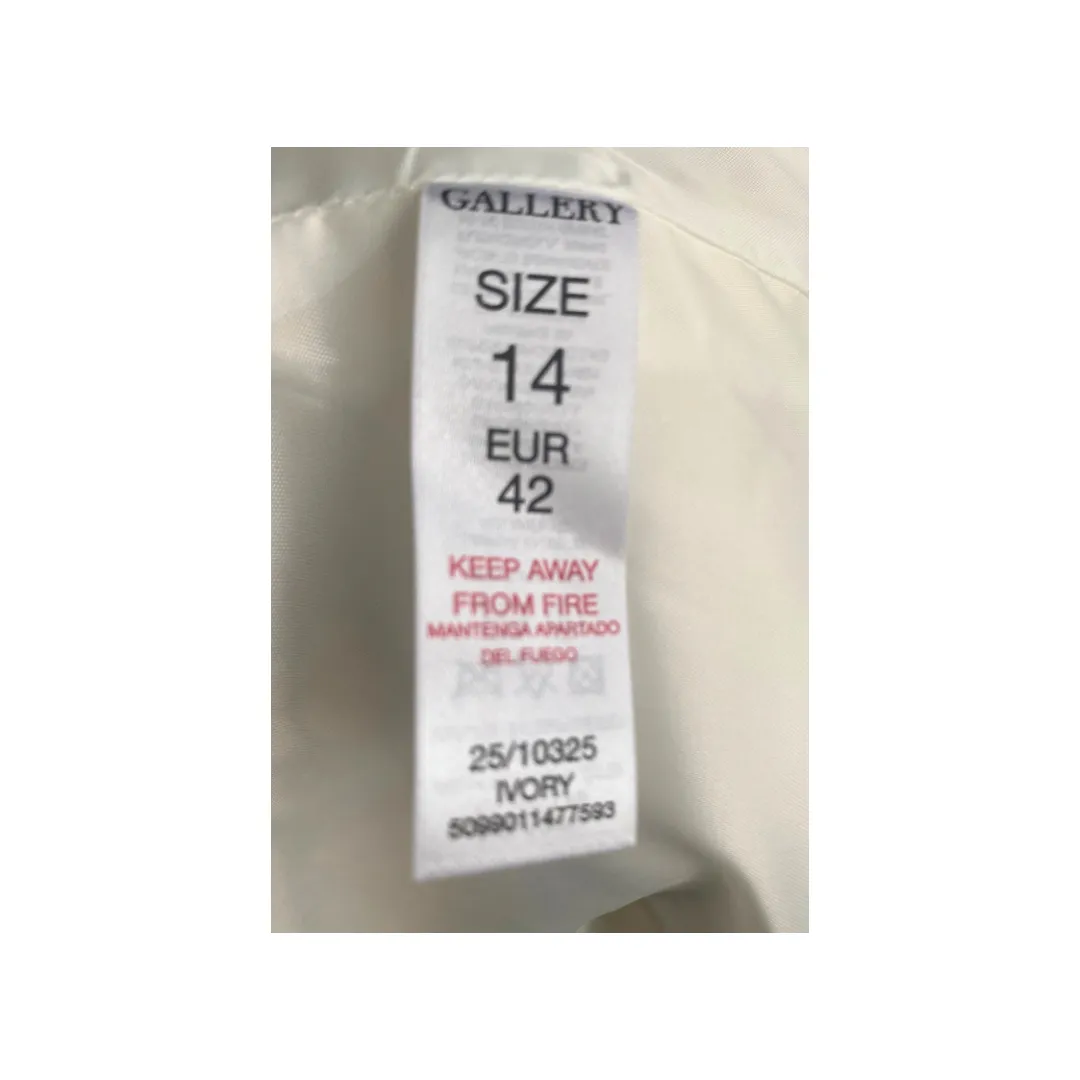 GALLERY
SIZE
14
EUR
42
KEEP AWAY
FROM FIRE
MANTENGA APARTADO
DEL FUEGO
25/10325
IVORY
5099011477593